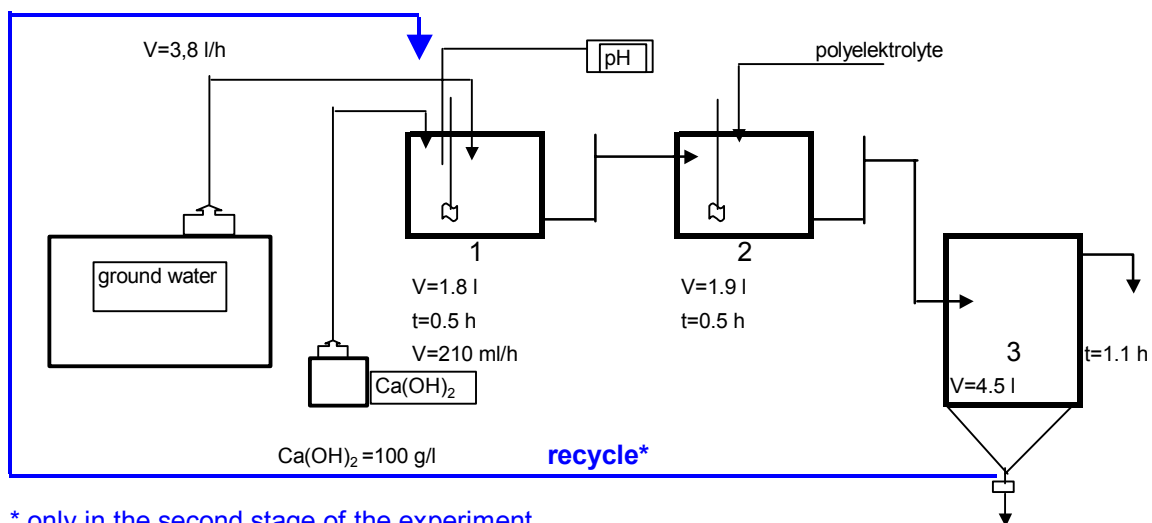 V=3,8 l/h
pH
polyelektrolyte
ground water
1
V=1.8 l
t=0.5 h
V=210 ml/h
2
V=1.9 l
t=0.5 h
3
V=4.5 l
t=1.1 h
Ca(OH)₂
Ca(OH)₂ =100 g/l
recycle*
* only in the second stage of the experiment